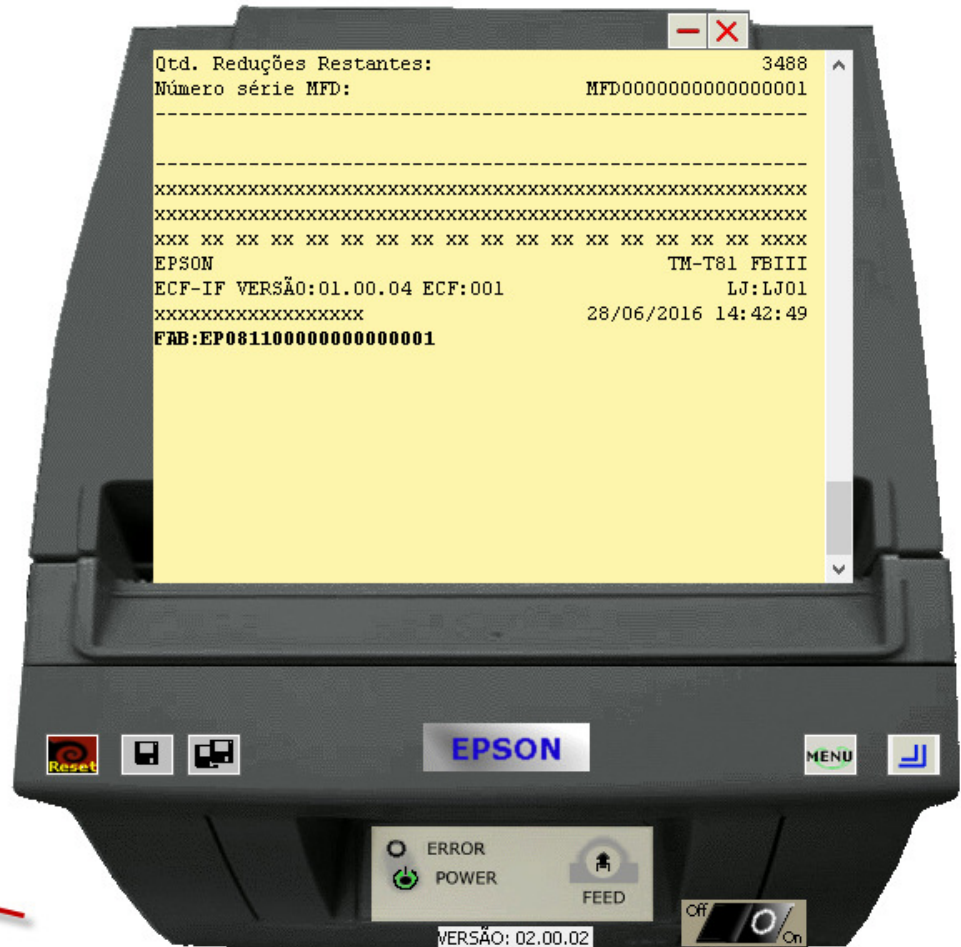 Qtd. Reduções Restantes: 3488
Número série MFD: MFD0000000000000001
--------------------------------------------------------
--------------------------------------------------------
xxxxxxxxxxxxxxxxxxxxxxxxxxxxxxxxxxxxxxxxxxxxxxxxxxxxxxxx
xxxxxxxxxxxxxxxxxxxxxxxxxxxxxxxxxxxxxxxxxxxxxxxxxxxxxxxx
xxx xx xx xx xx xx xx xx xx xx xx xx xx xx xx xx xx xxxx
EPSON TM-T81 FBIII
ECF-IF VERSÃO:01.00.04 ECF:001 LJ:LJ01
xxxxxxxxxxxxxxxxxx 28/06/2016 14:42:49
FAB:EP081100000000000001
Reset
EPSON
MENU
ERROR
POWER
FEED
Off
On
VERSÃO: 02.00.02